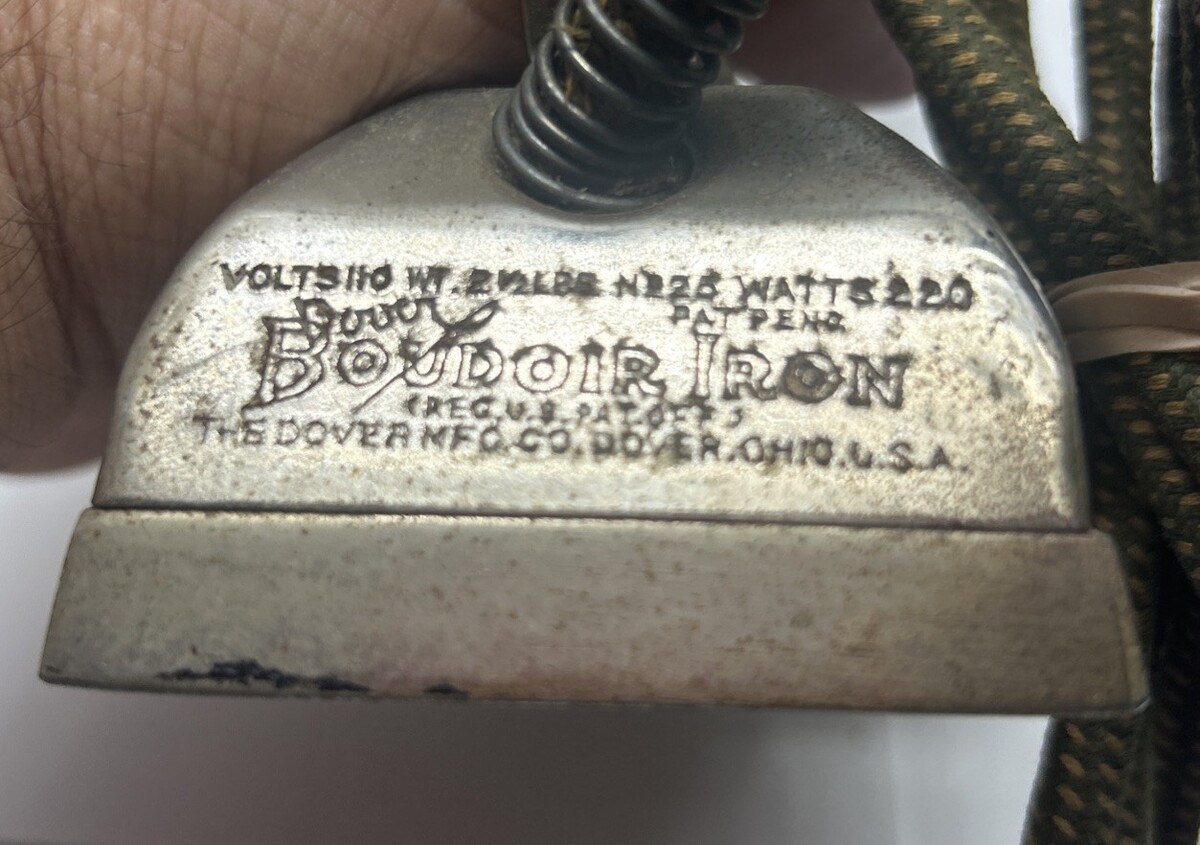 VOLTS 110 WT. 2½ LBS Nº 25 WATTS 220
Dover PAT PEND.
BOUDOIR IRON
(REG. U.S. PAT. OFF.)
THE DOVER MFG. CO. DOVER. OHIO. U.S.A.